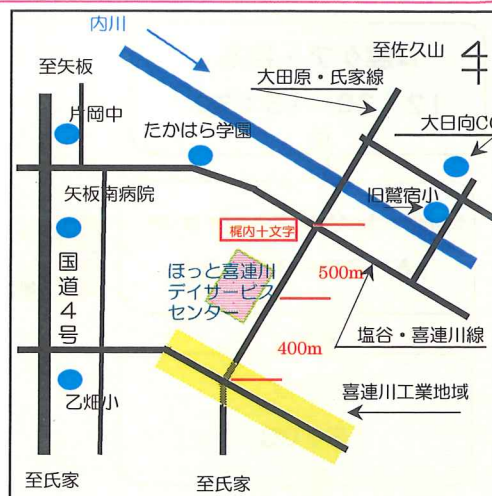 内川
至佐久山
至矢板
大田原・氏家線
片岡中
大日向CC
たかはら学園
矢板南病院
旧鷲宿小
梶内十文字
ほっと喜連川
デイサービス
センター
500m
国道4号
400m
塩谷・喜連川線
乙畑小
喜連川工業地域
至氏家
至氏家